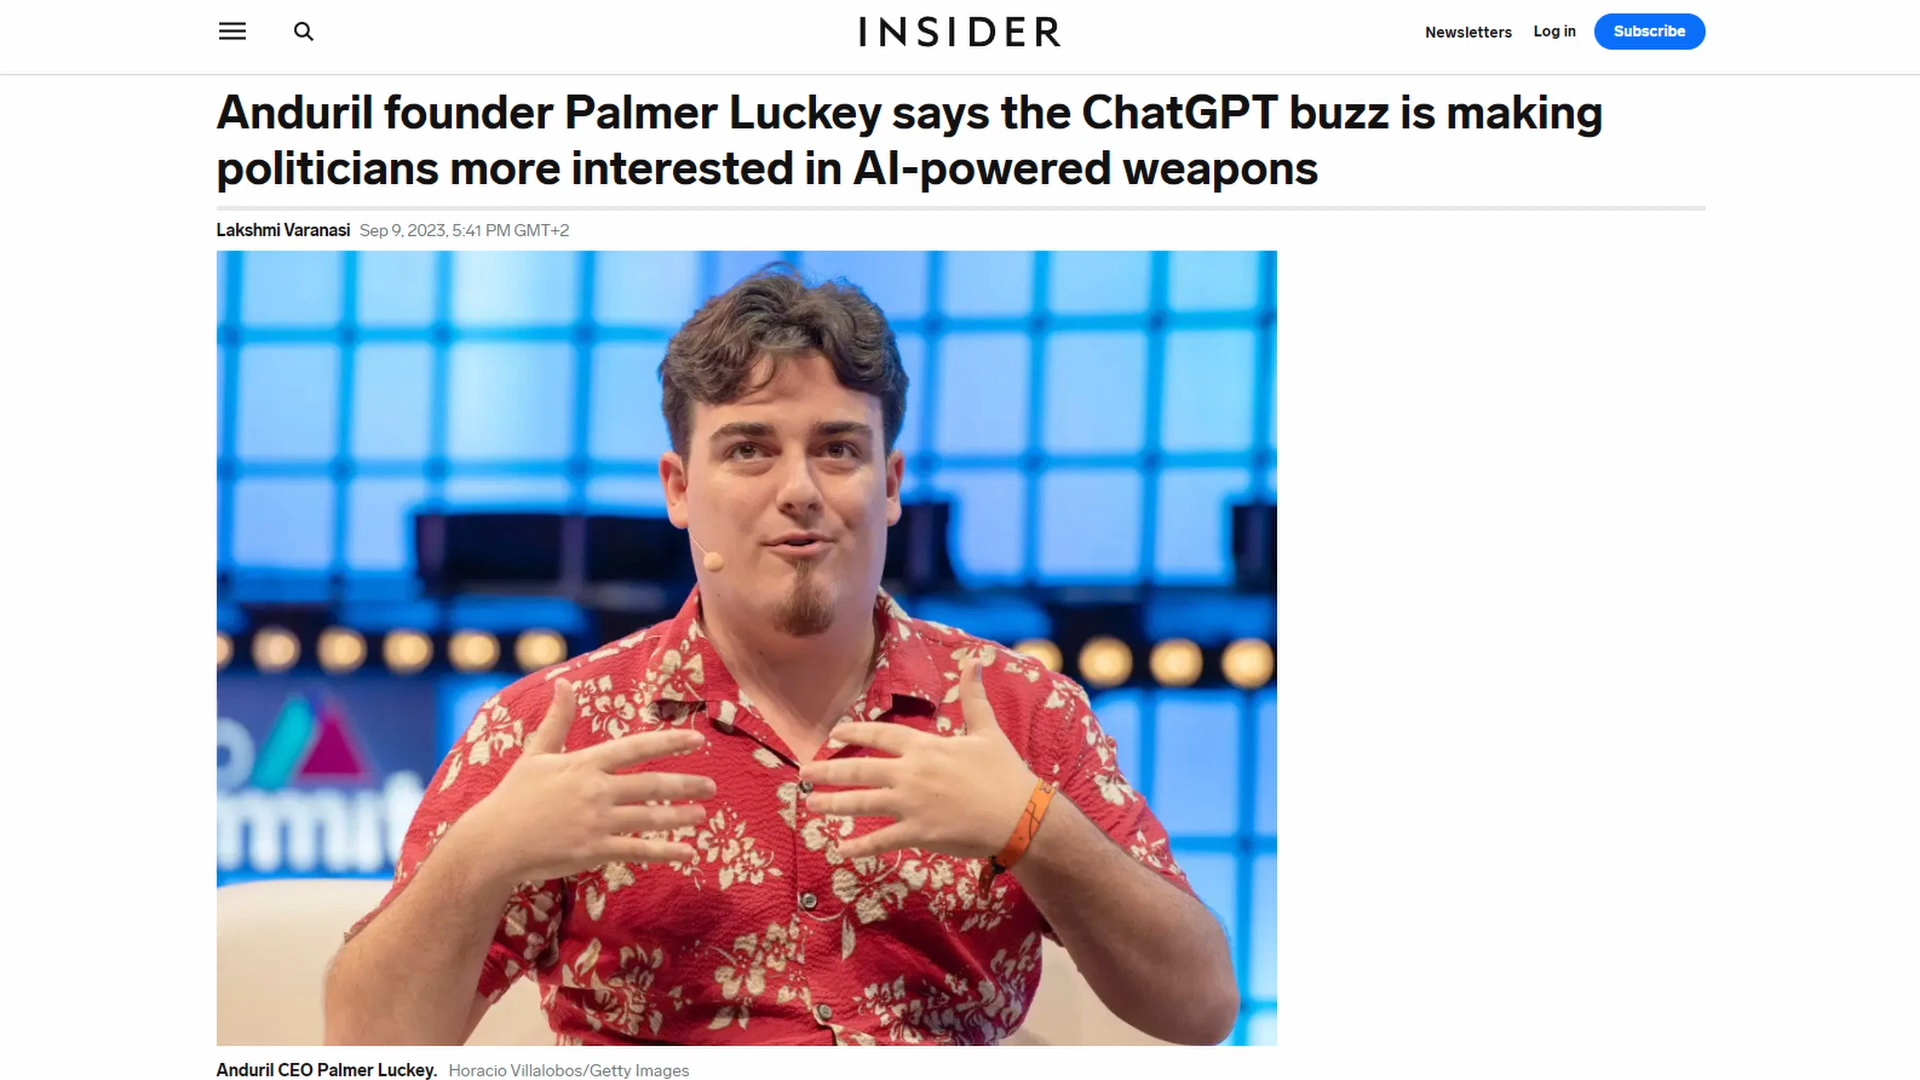 INSIDER
Newsletters
Log in
Subscribe
Anduril founder Palmer Luckey says the ChatGPT buzz is making
politicians more interested in AI-powered weapons
Lakshmi Varanasi Sep 9, 2023, 5:41 PM GMT+2
mmit
Anduril CEO Palmer Luckey. Horacio Villalobos/Getty Images